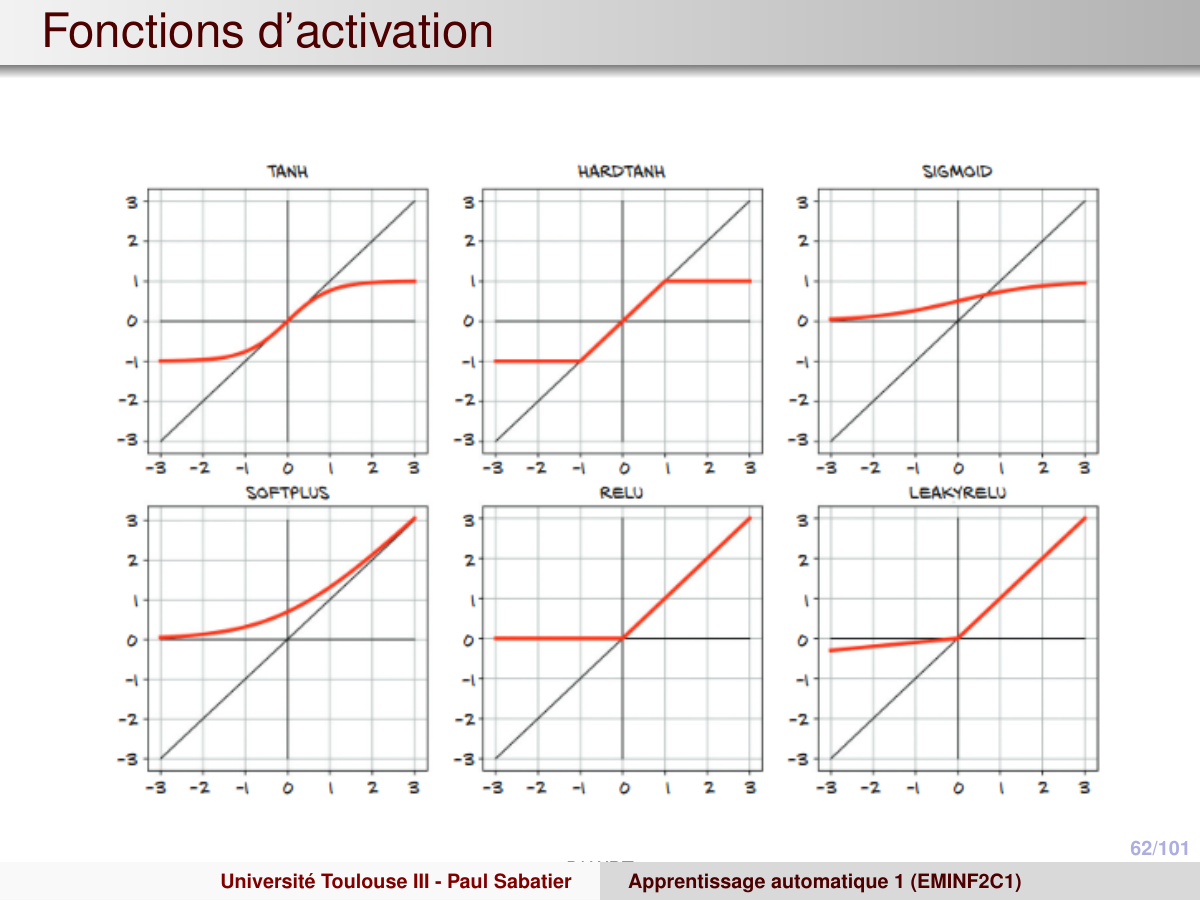 Fonctions d'activation
TANH HARDTANH SIGMOID
3 3 3
2 2 2
1 1 1
0 0 0
-1 -1 -1
-2 -2 -2
-3 -3 -3
-3 -2 -1 0 1 2 3 -3 -2 -1 0 1 2 3 -3 -2 -1 0 1 2 3
SOFTPLUS RELU LEAKYRELU
3 3 3
2 2 2
1 1 1
0 0 0
-1 -1 -1
-2 -2 -2
-3 -3 -3
-3 -2 -1 0 1 2 3 -3 -2 -1 0 1 2 3 -3 -2 -1 0 1 2 3
62/101
Université Toulouse III - Paul Sabatier Apprentissage automatique 1 (EMINF2C1)